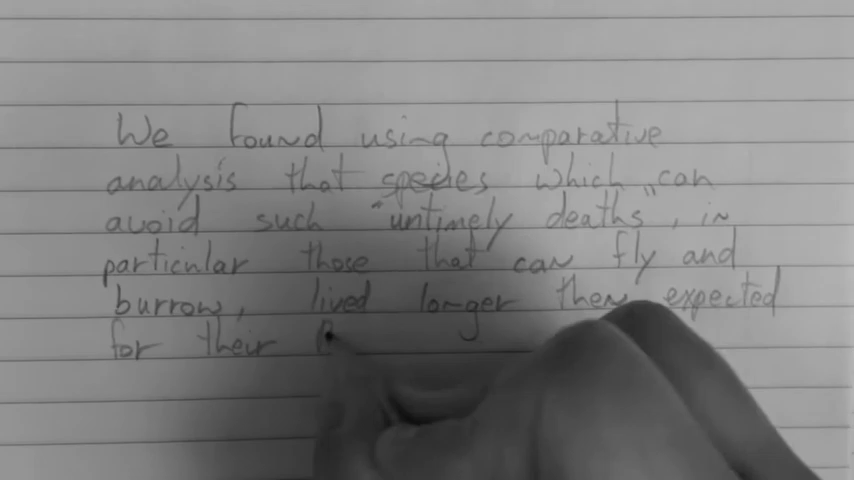 We found using comparative
analysis that species which can
avoid such "untimely deaths", in
particular those that can fly and
burrow, lived longer then expected
for their